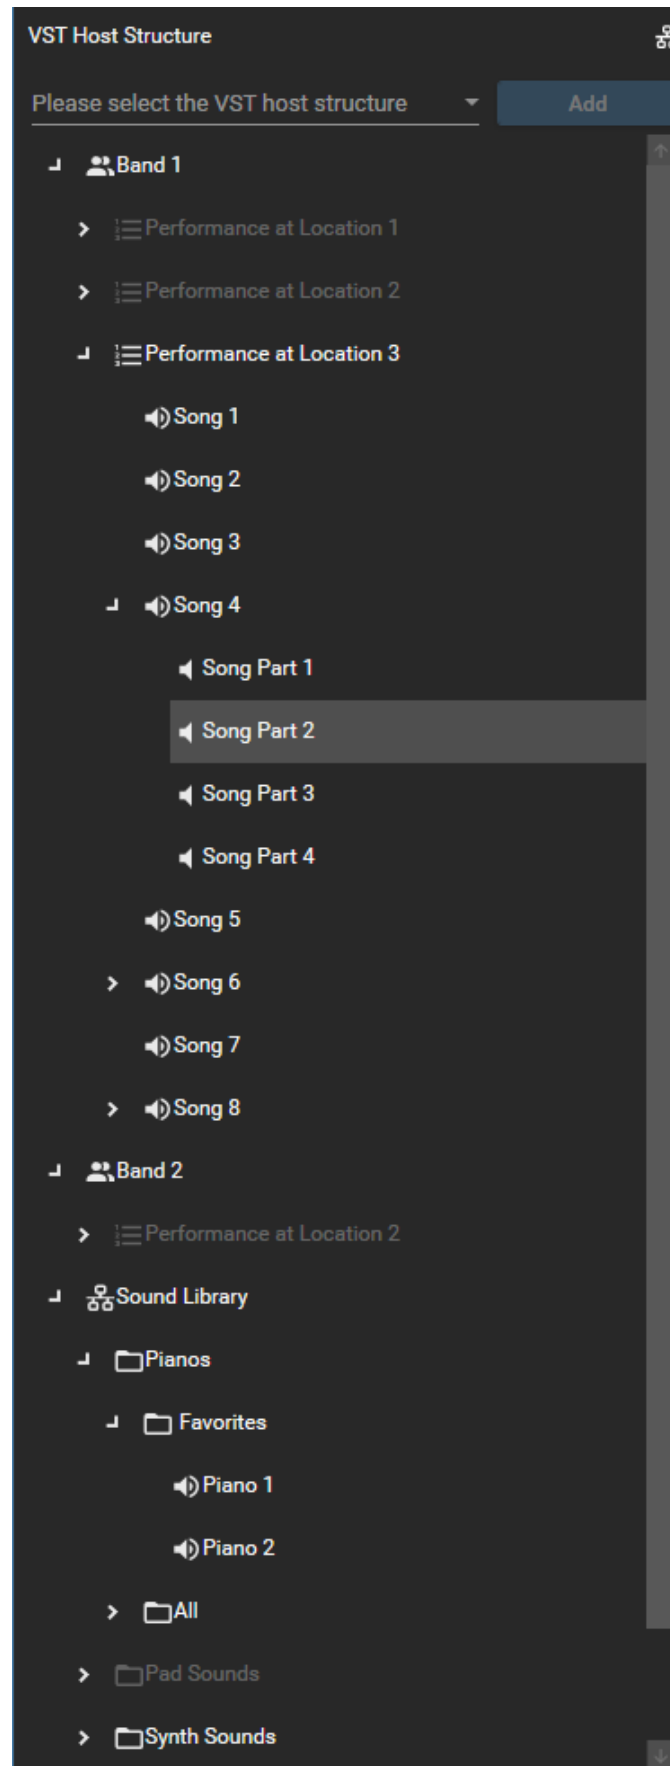 VST Host Structure
Please select the VST host structure Add
Band 1
Performance at Location 1
Performance at Location 2
Performance at Location 3
Song 1
Song 2
Song 3
Song 4
Song Part 1
Song Part 2
Song Part 3
Song Part 4
Song 5
Song 6
Song 7
Song 8
Band 2
Performance at Location 2
Sound Library
Pianos
Favorites
Piano 1
Piano 2
All
Pad Sounds
Synth Sounds